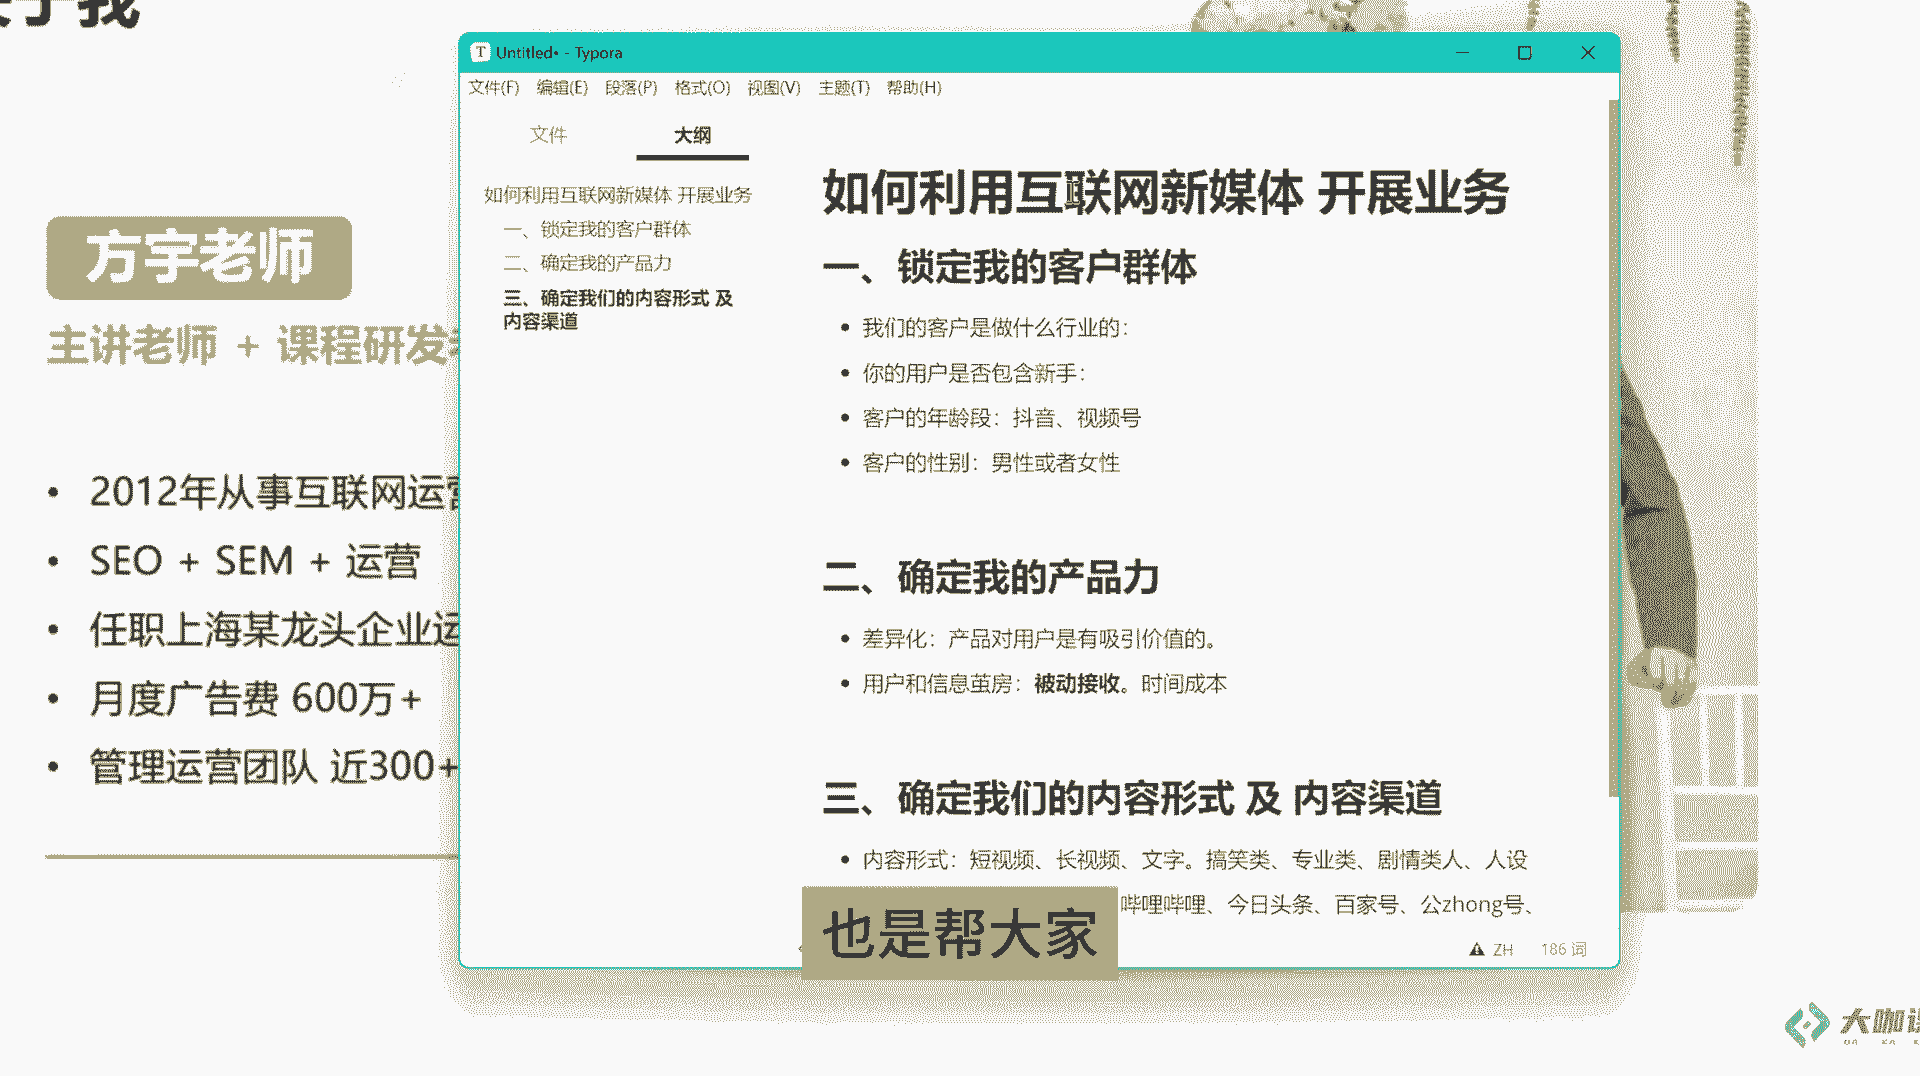 关于我
方宇老师
主讲老师 + 课程研发
2012年从事互联网运营
SEO + SEM + 运营
任职上海某龙头企业运
月度广告费 600万+
管理运营团队 近300+
Untitled• - Typora
文件(F) 编辑(E) 段落(P) 格式(O) 视图(V) 主题(T) 帮助(H)
文件 大纲
如何利用互联网新媒体 开展业务
一、锁定我的客户群体
二、确定我的产品力
三、确定我们的内容形式 及
内容渠道
如何利用互联网新媒体 开展业务
一、锁定我的客户群体
我们的客户是做什么行业的：
你的用户是否包含新手：
客户的年龄段：抖音、视频号
客户的性别：男性或者女性
二、确定我的产品力
差异化：产品对用户是有吸引价值的。
用户和信息茧房：被动接收。时间成本
三、确定我们的内容形式 及 内容渠道
内容形式：短视频、长视频、文字。搞笑类、专业类、剧情类人、人设
哔哩哔哩、今日头条、百家号、公zhong号、
也是帮大家
ZH 186 词
大咖课